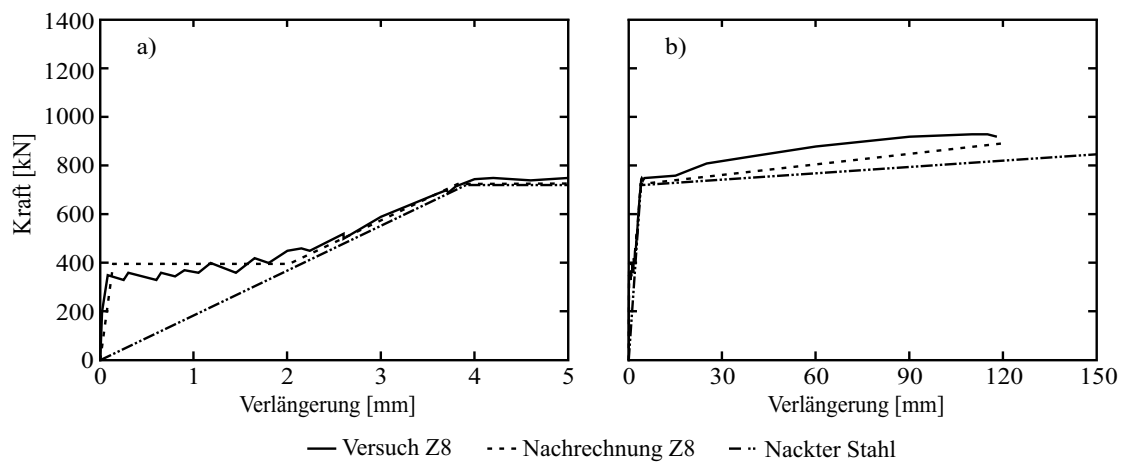 1400
1200
1000
800
600
400
200
0
Kraft [kN]
a)
0 1 2 3 4 5
Verlängerung [mm]
b)
0 30 60 90 120 150
Verlängerung [mm]
Versuch Z8 Nachrechnung Z8 Nackter Stahl